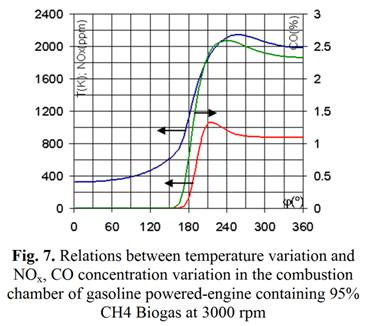 2400
2000
1600
1200
800
400
0
T(K); NOx(ppm)
3
2.5
2
1.5
1
0.5
0
CO(%)
φ(°)
0 60 120 180 240 300 360
Fig. 7. Relations between temperature variation and
NOx, CO concentration variation in the combustion
chamber of gasoline powered-engine containing 95%
CH4 Biogas at 3000 rpm